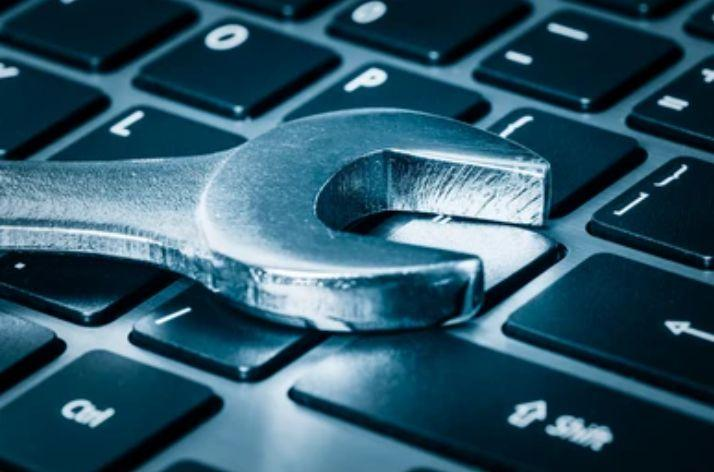 O
P
- _
+ =
L
{
} ]
Ctrl
⇧ Shift
←